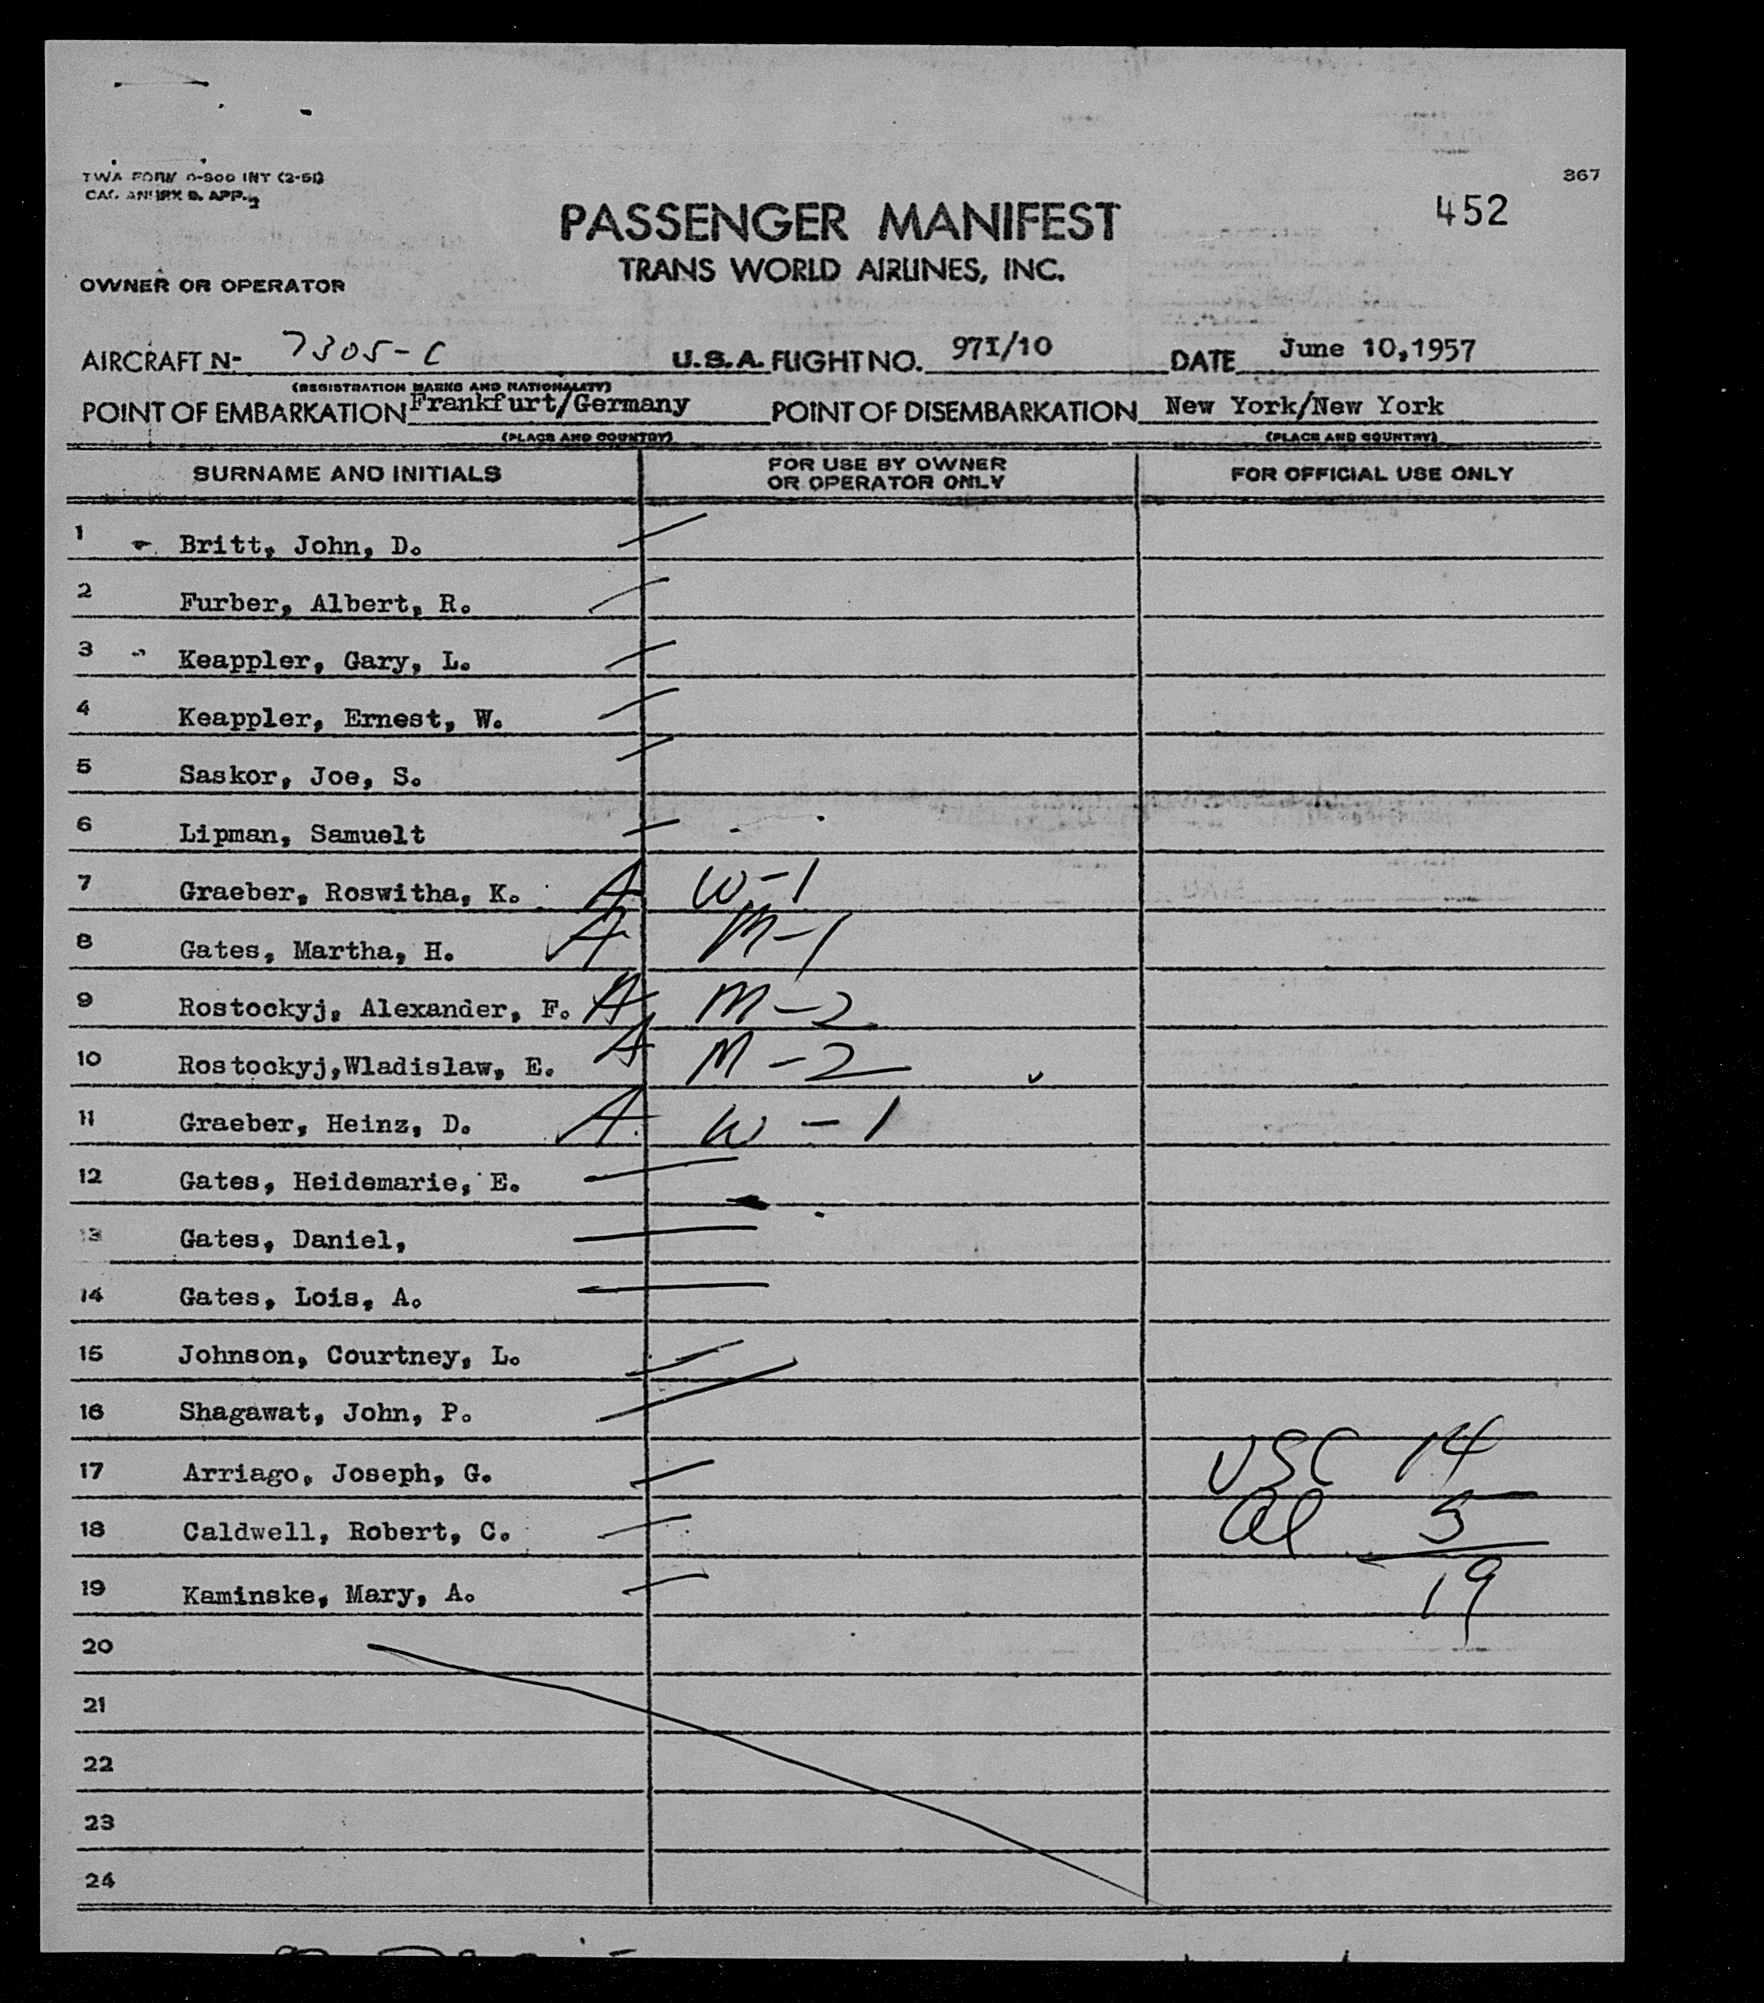 TWA FORM 0-900 INT (2-51)
367
CAG ANNEX 9. APP. 2
452
PASSENGER MANIFEST
TRANS WORLD AIRLINES, INC.
OWNER OR OPERATOR
AIRCRAFT N- 7305-C U.S.A. FLIGHT NO. 971/10 DATE June 10,1957
(REGISTRATION MARKS AND NATIONALITY)
POINT OF EMBARKATION Frankfurt/Germany POINT OF DISEMBARKATION New York/New York
(PLACE AND COUNTRY) (PLACE AND COUNTRY)
SURNAME AND INITIALS FOR USE BY OWNER OR OPERATOR ONLY FOR OFFICIAL USE ONLY
1 Britt, John, D.
2 Furber, Albert, R.
3 Keappler, Gary, L.
4 Keappler, Ernest, W.
5 Saskor, Joe, S.
6 Lipman, Samuelt
7 Graeber, Roswitha, K. A W-1
8 Gates, Martha, H. A M-1
9 Rostockyj, Alexander, F. A M-2
10 Rostockyj,Wladislaw, E. A M-2
11 Graeber, Heinz, D. A W-1
12 Gates, Heidemarie, E.
13 Gates, Daniel,
14 Gates, Lois, A.
15 Johnson, Courtney, L.
16 Shagawat, John, P.
17 Arriago, Joseph, G. USC 14
18 Caldwell, Robert, C. al 5
19 Kaminske, Mary, A. 19
20
21
22
23
24